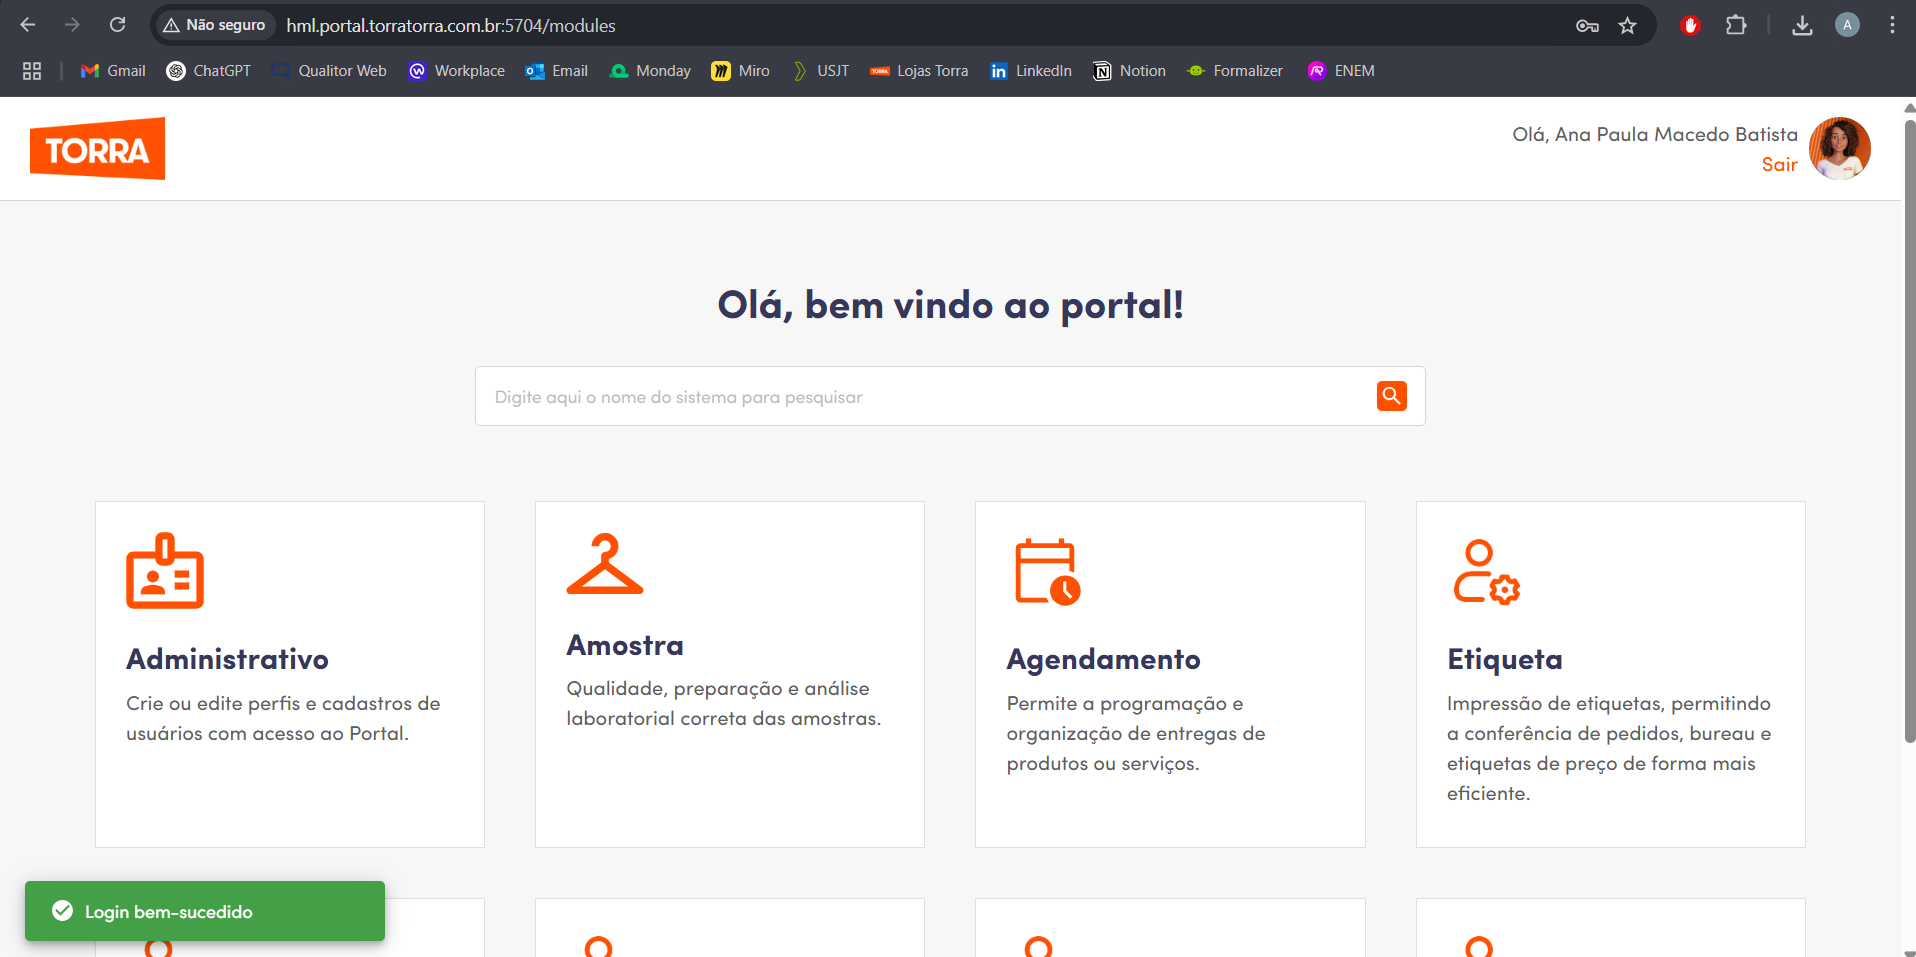 Não seguro
hml.portal.torratorra.com.br:5704/modules
A
Gmail
ChatGPT
Qualitor Web
Workplace
Email
Monday
Miro
USJT
Lojas Torra
LinkedIn
Notion
Formalizer
ENEM
TORRA
Olá, Ana Paula Macedo Batista
Sair
Olá, bem vindo ao portal!
Digite aqui o nome do sistema para pesquisar
Administrativo
Crie ou edite perfis e cadastros de
usuários com acesso ao Portal.
Amostra
Qualidade, preparação e análise
laboratorial correta das amostras.
Agendamento
Permite a programação e
organização de entregas de
produtos ou serviços.
Etiqueta
Impressão de etiquetas, permitindo
a conferência de pedidos, bureau e
etiquetas de preço de forma mais
eficiente.
Login bem-sucedido